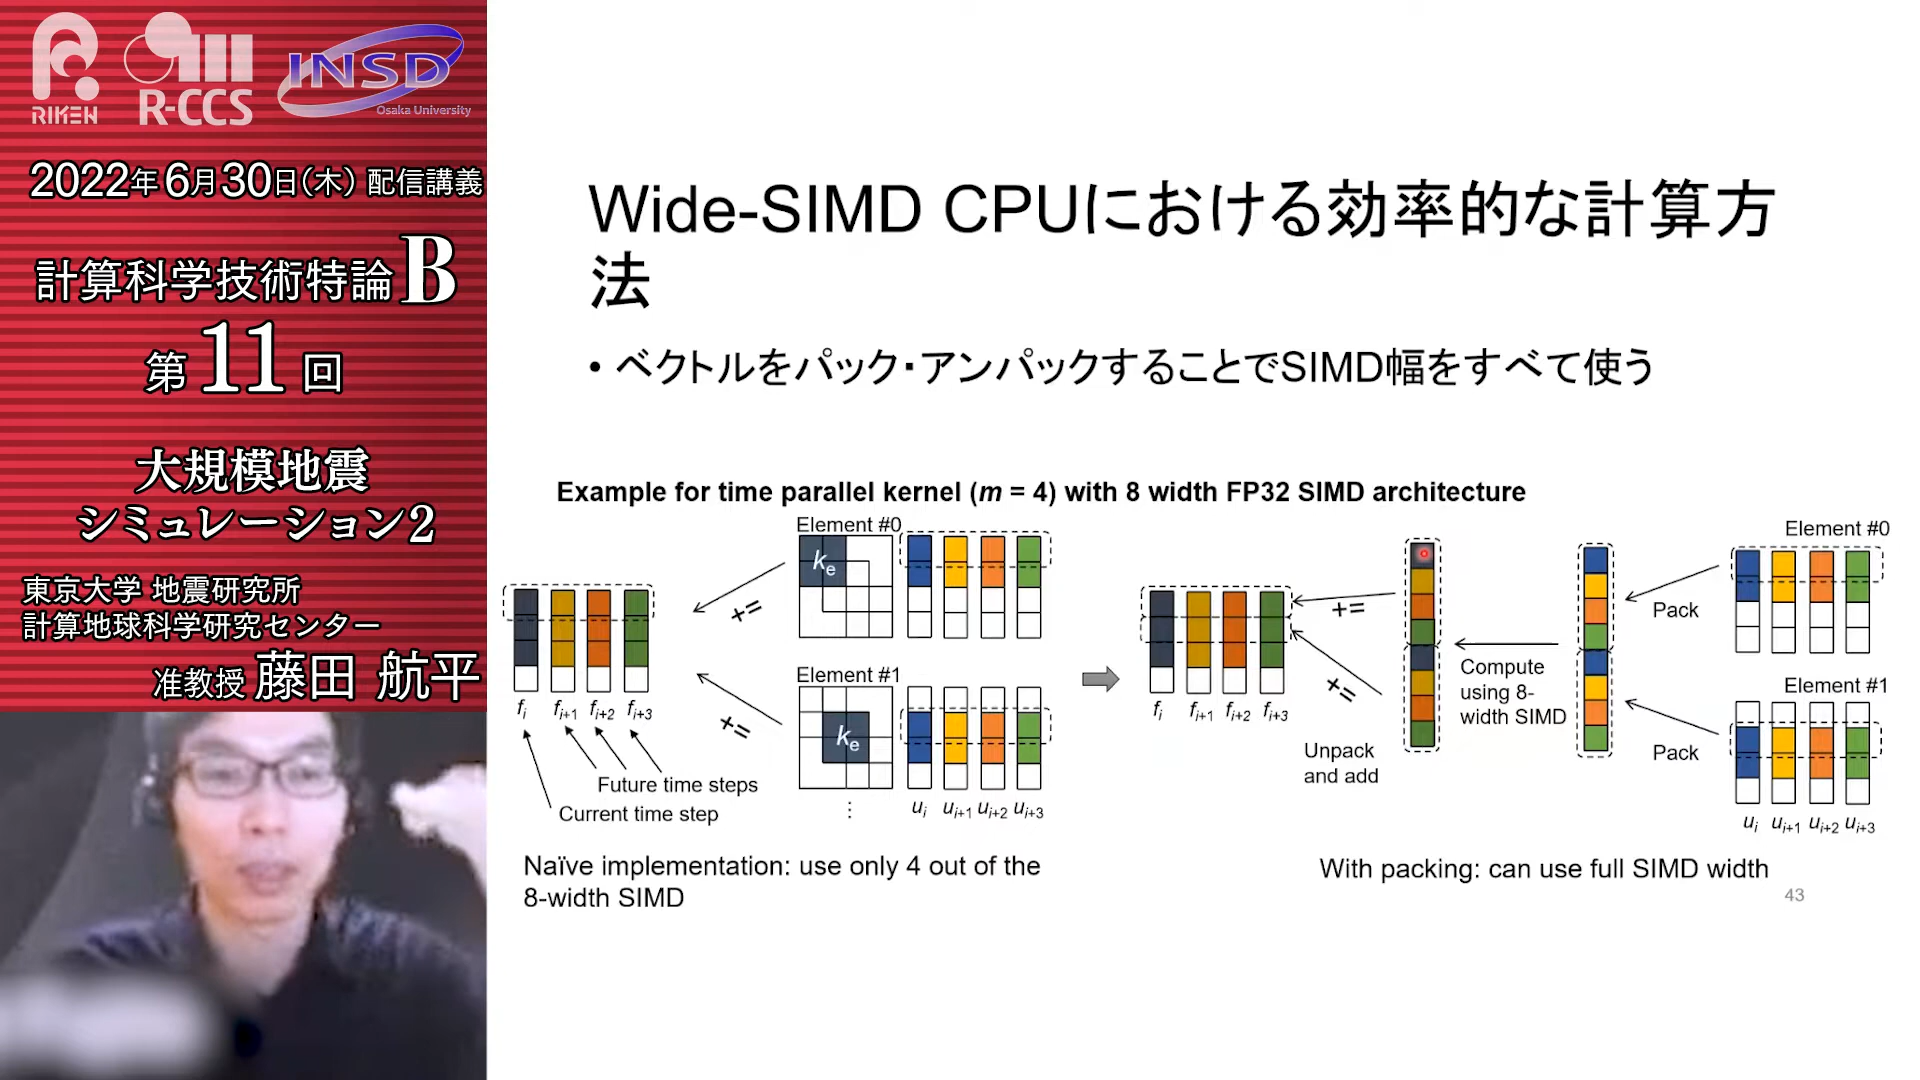 RIKEN
R-CCS
INSD
Osaka University
2022年6月30日(木) 配信講義
計算科学技術特論B
第11回
大規模地震
シミュレーション2
東京大学 地震研究所
計算地球科学研究センター
准教授 藤田 航平
Wide-SIMD CPUにおける効率的な計算方
法
• ベクトルをパック・アンパックすることでSIMD幅をすべて使う
Example for time parallel kernel (m = 4) with 8 width FP32 SIMD architecture
Element #0
ke
+=
Element #1
ke
+=
fi fi+1 fi+2 fi+3
Future time steps
Current time step
⋮
ui ui+1 ui+2 ui+3
Naïve implementation: use only 4 out of the
8-width SIMD
Element #0
Pack
+=
Compute
using 8-
width SIMD
Element #1
Pack
+=
fi fi+1 fi+2 fi+3
Unpack
and add
ui ui+1 ui+2 ui+3
With packing: can use full SIMD width
43